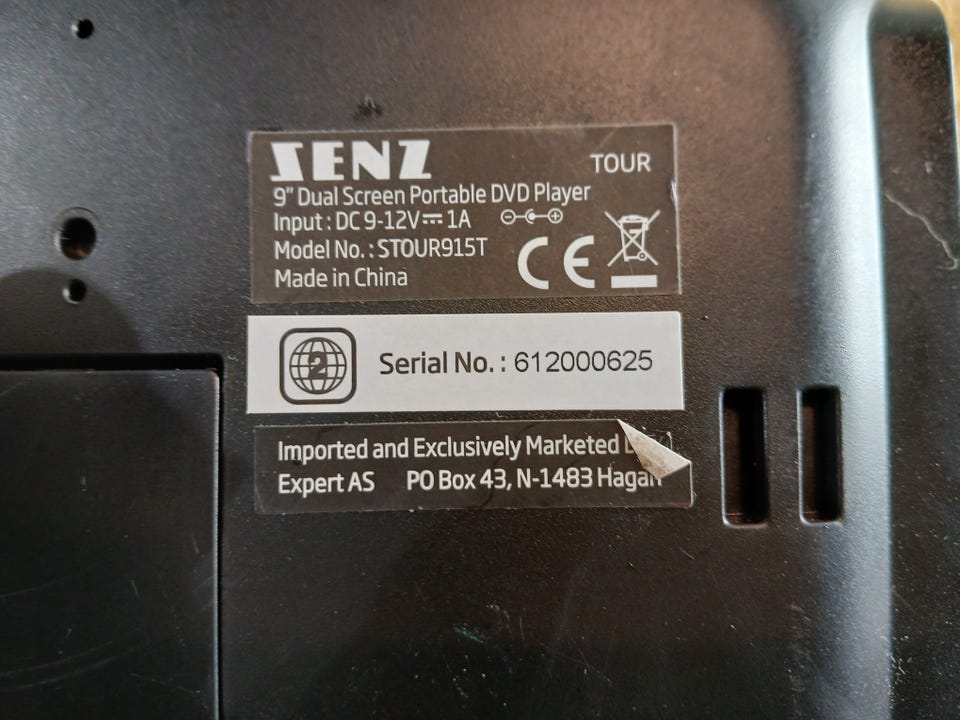 SENZ
TOUR
9" Dual Screen Portable DVD Player
Input : DC 9-12V⎓ 1A
Model No. : STOUR915T
Made in China
CE
2
Serial No. : 612000625
Imported and Exclusively Marketed
Expert AS PO Box 43, N-1483 Hagan